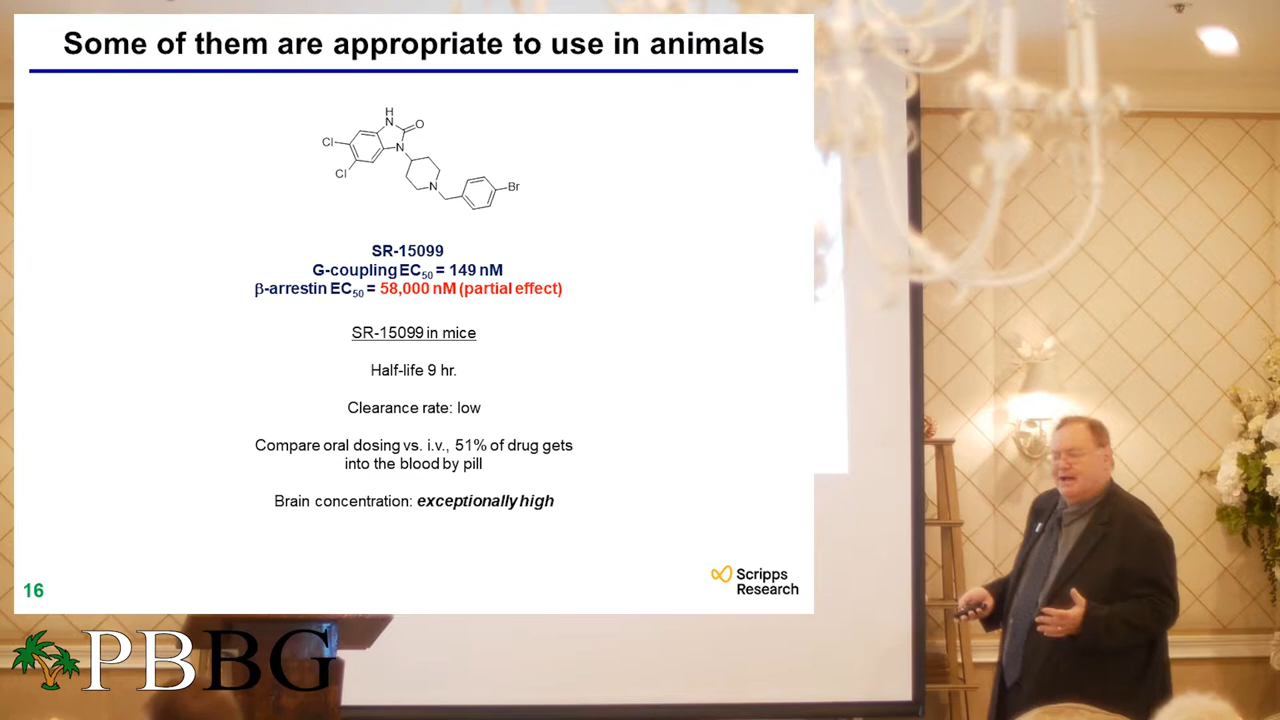 Some of them are appropriate to use in animals
H
N
O
Cl
N
Cl
N
Br
SR-15099
G-coupling EC50 = 149 nM
β-arrestin EC50 = 58,000 nM (partial effect)
SR-15099 in mice
Half-life 9 hr.
Clearance rate: low
Compare oral dosing vs. i.v., 51% of drug gets
into the blood by pill
Brain concentration: exceptionally high
Scripps
Research
16
PBBG